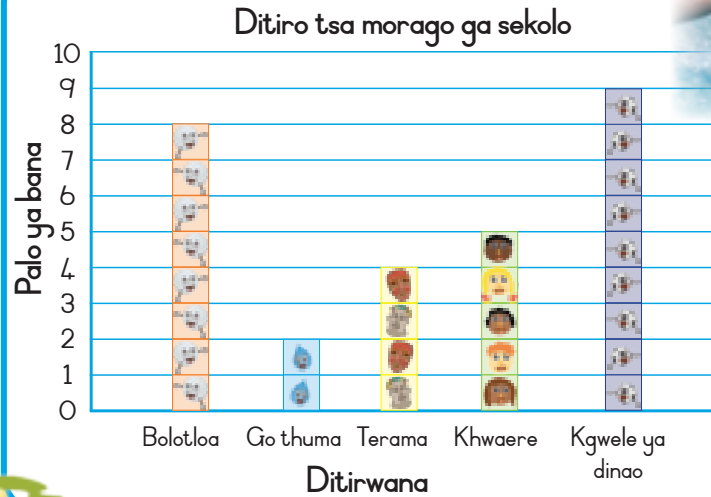 Ditiro tsa morago ga sekolo
Palo ya bana
10
9
8
7
6
5
4
3
2
1
0
Bolotloa Go thuma Terama Khwaere Kgwele ya dinao
Ditirwana